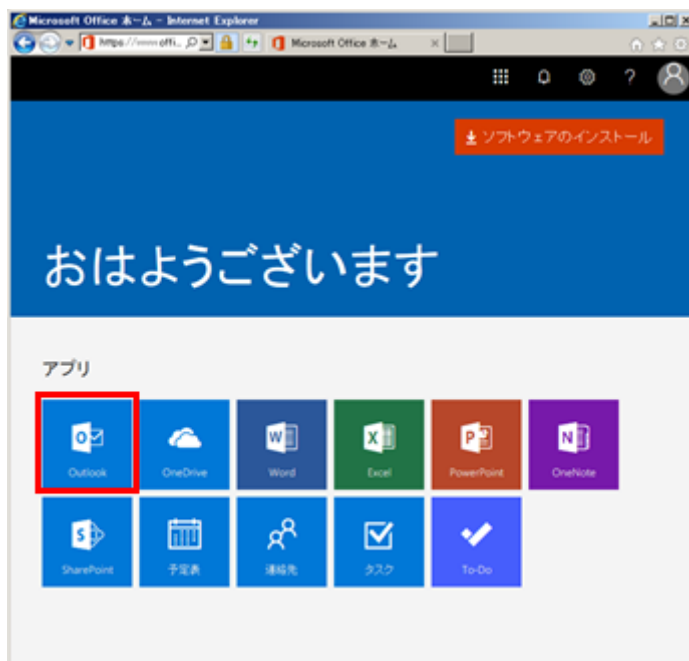 Microsoft Office ホーム - Internet Explorer
Microsoft Office ホーム
ソフトウェアのインストール
おはようございます
アプリ
Outlook
OneDrive
Word
Excel
PowerPoint
OneNote
SharePoint
予定表
連絡先
タスク
To-Do